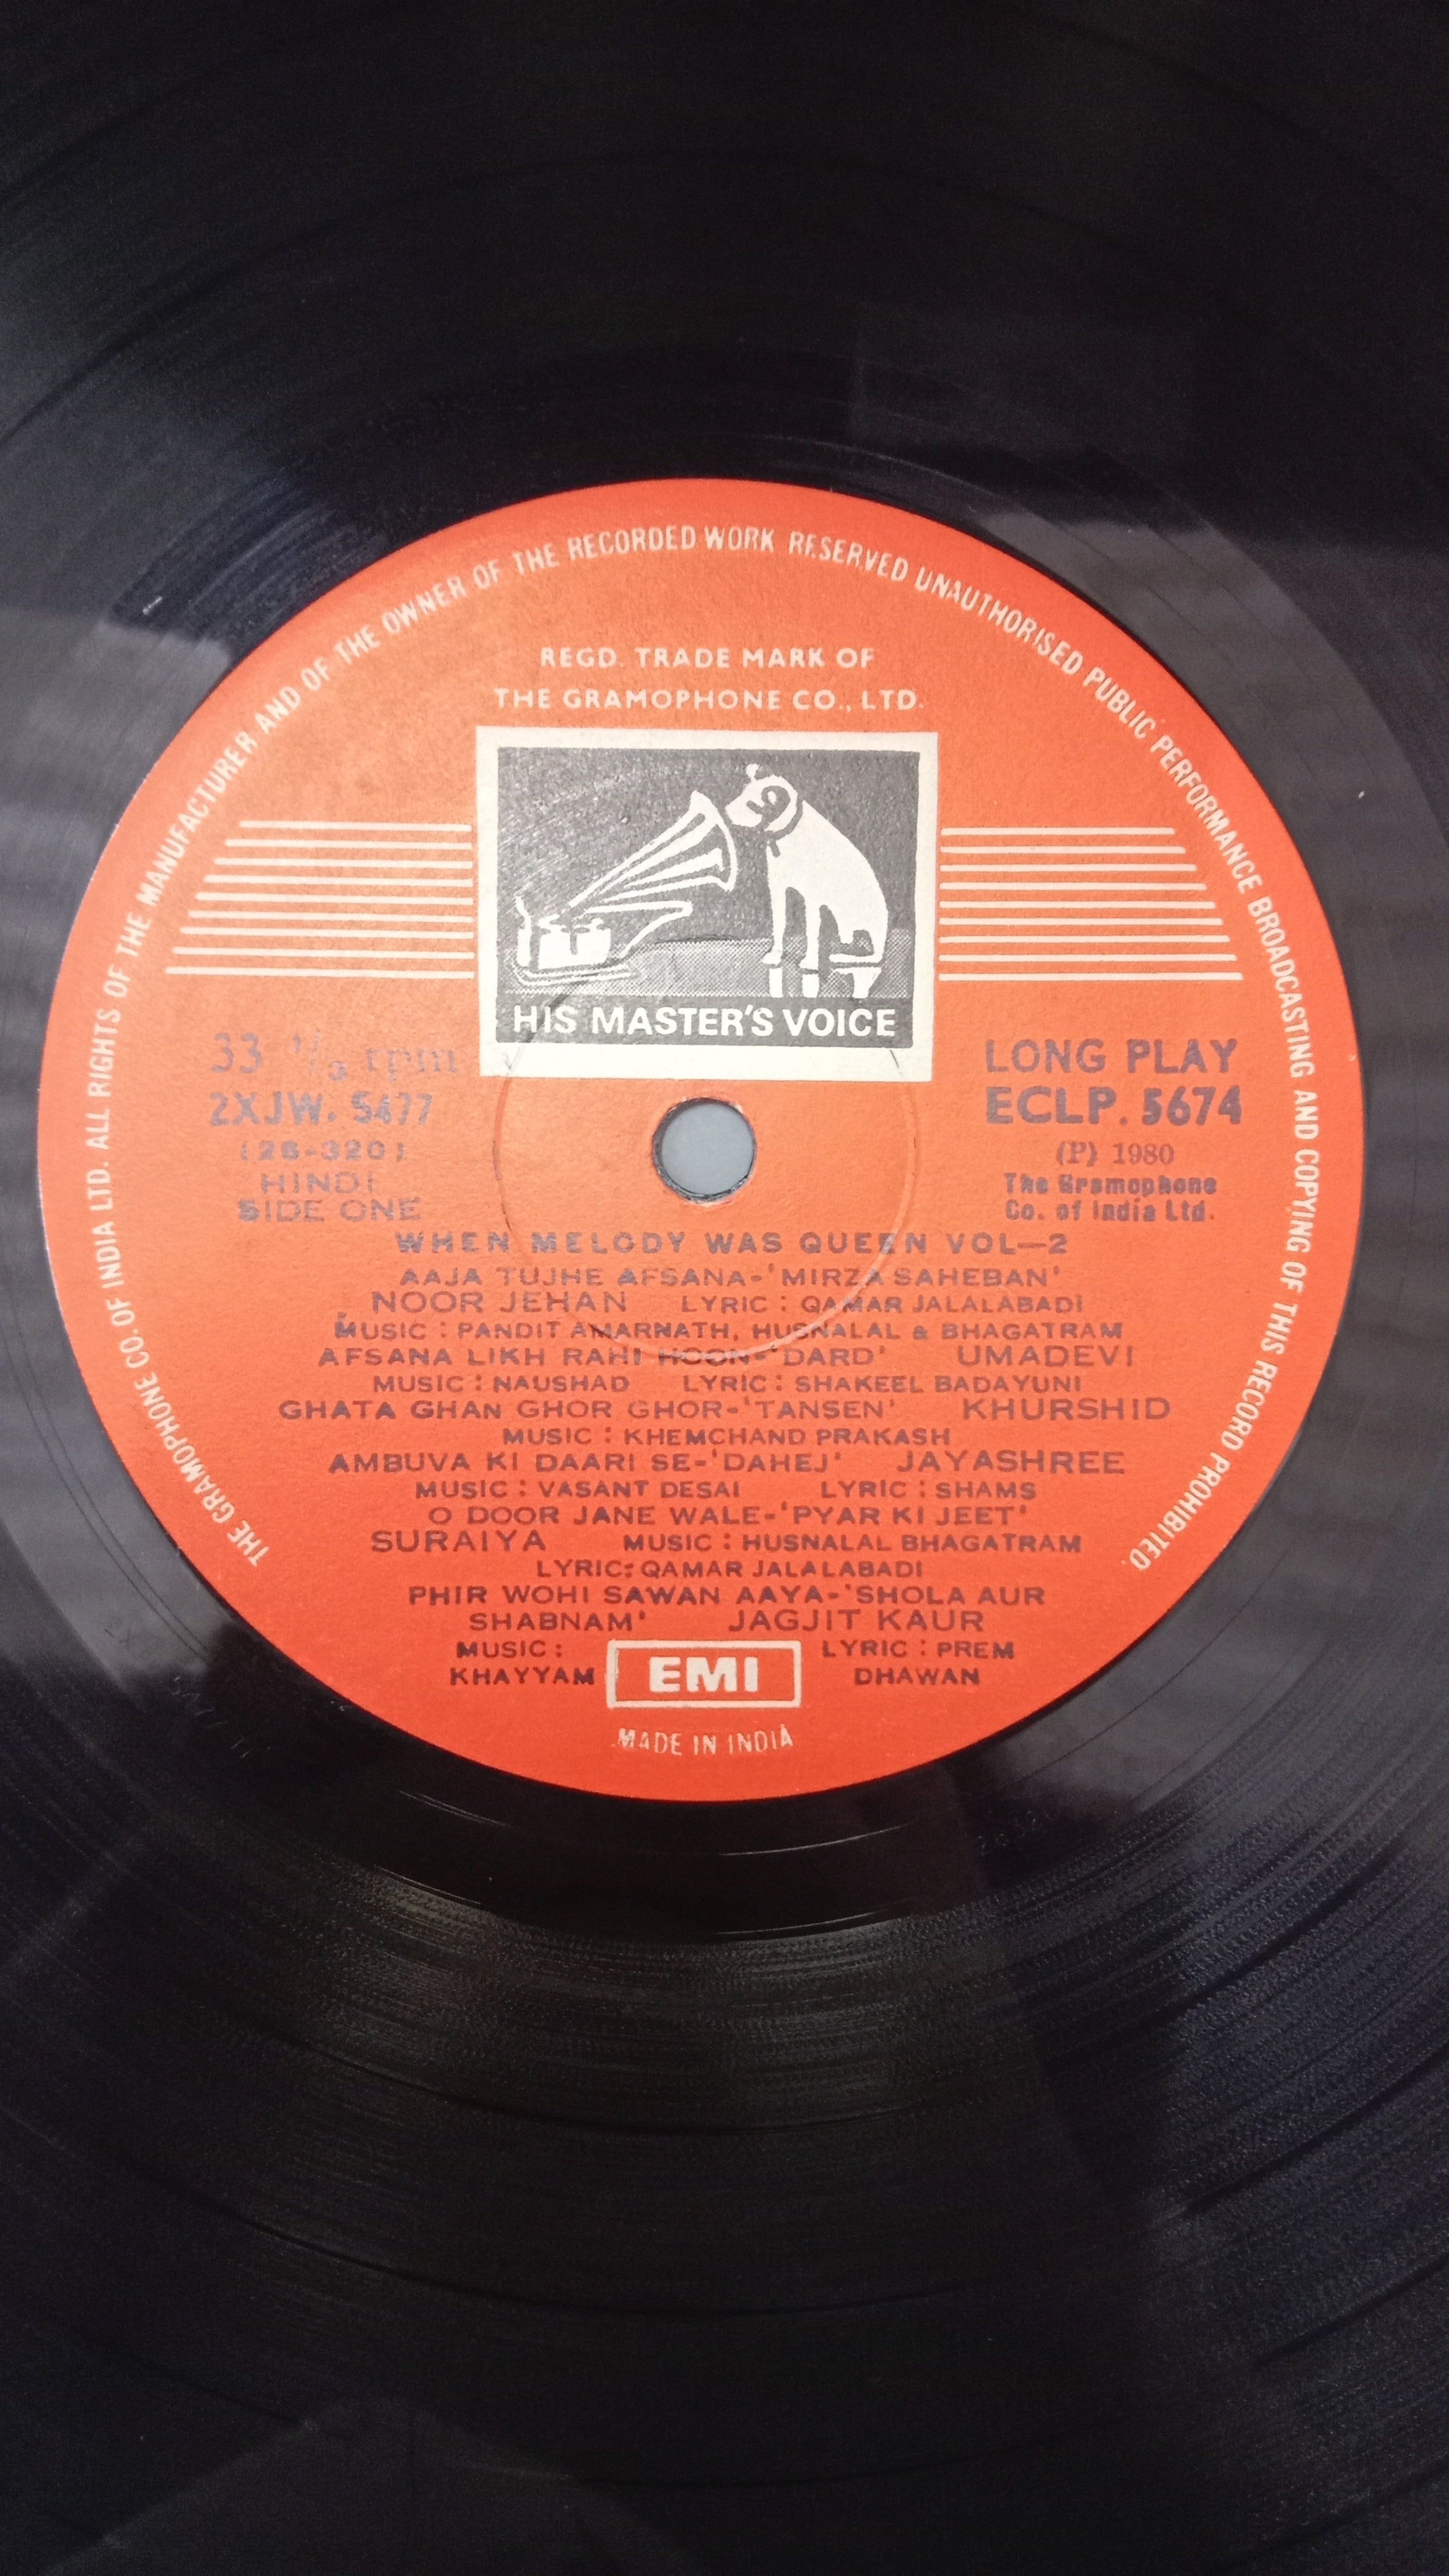 THE GRAMOPHONE CO. OF INDIA LTD. ALL RIGHTS OF THE MANUFACTURER AND OF THE OWNER OF THE RECORDED WORK RESERVED UNAUTHORISED PUBLIC PERFORMANCE BROADCASTING AND COPYING OF THIS RECORD PROHIBITED.
REGD. TRADE MARK OF
THE GRAMOPHONE CO., LTD.
HIS MASTER'S VOICE
33 1/3 rpm
2XJW. 5477
(26-320)
HINDI
SIDE ONE
LONG PLAY
ECLP. 5674
(P) 1980
The Gramophone
Co. of India Ltd.
WHEN MELODY WAS QUEEN VOL—2
AAJA TUJHE AFSANA-'MIRZA SAHEBAN'
NOOR JEHAN LYRIC : QAMAR JALALABADI
MUSIC : PANDIT AMARNATH, HUSNALAL & BHAGATRAM
AFSANA LIKH RAHI HOON-'DARD' UMADEVI
MUSIC : NAUSHAD LYRIC : SHAKEEL BADAYUNI
GHATA GHAN GHOR GHOR-'TANSEN' KHURSHID
MUSIC : KHEMCHAND PRAKASH
AMBUVA KI DAARI SE-'DAHEJ' JAYASHREE
MUSIC : VASANT DESAI LYRIC : SHAMS
O DOOR JANE WALE-'PYAR KI JEET'
SURAIYA MUSIC : HUSNALAL BHAGATRAM
LYRIC: QAMAR JALALABADI
PHIR WOHI SAWAN AAYA-'SHOLA AUR
SHABNAM' JAGJIT KAUR
MUSIC : LYRIC : PREM
KHAYYAM EMI DHAWAN
MADE IN INDIA